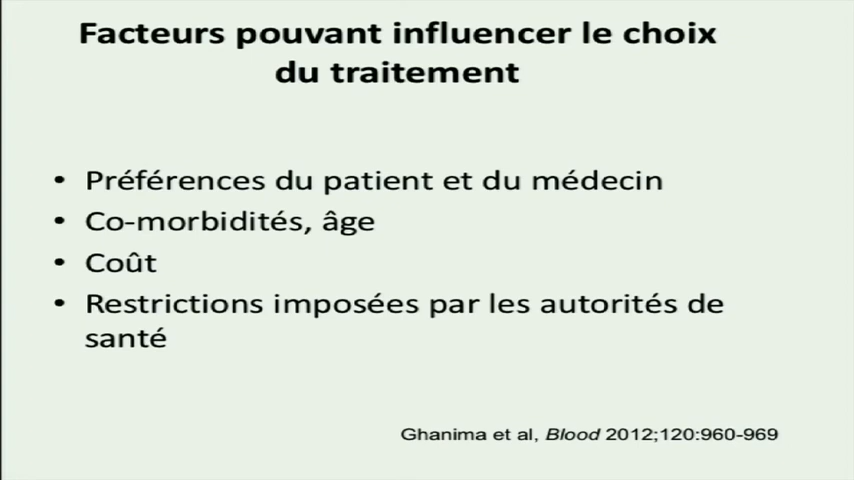 Facteurs pouvant influencer le choix
du traitement
• Préférences du patient et du médecin
• Co-morbidités, âge
• Coût
• Restrictions imposées par les autorités de
santé
Ghanima et al, Blood 2012;120:960-969